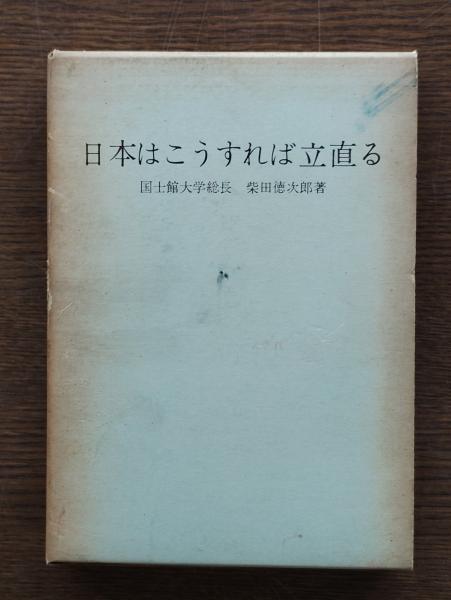 日本はこうすれば立直る
国士館大学総長 柴田徳次郎著